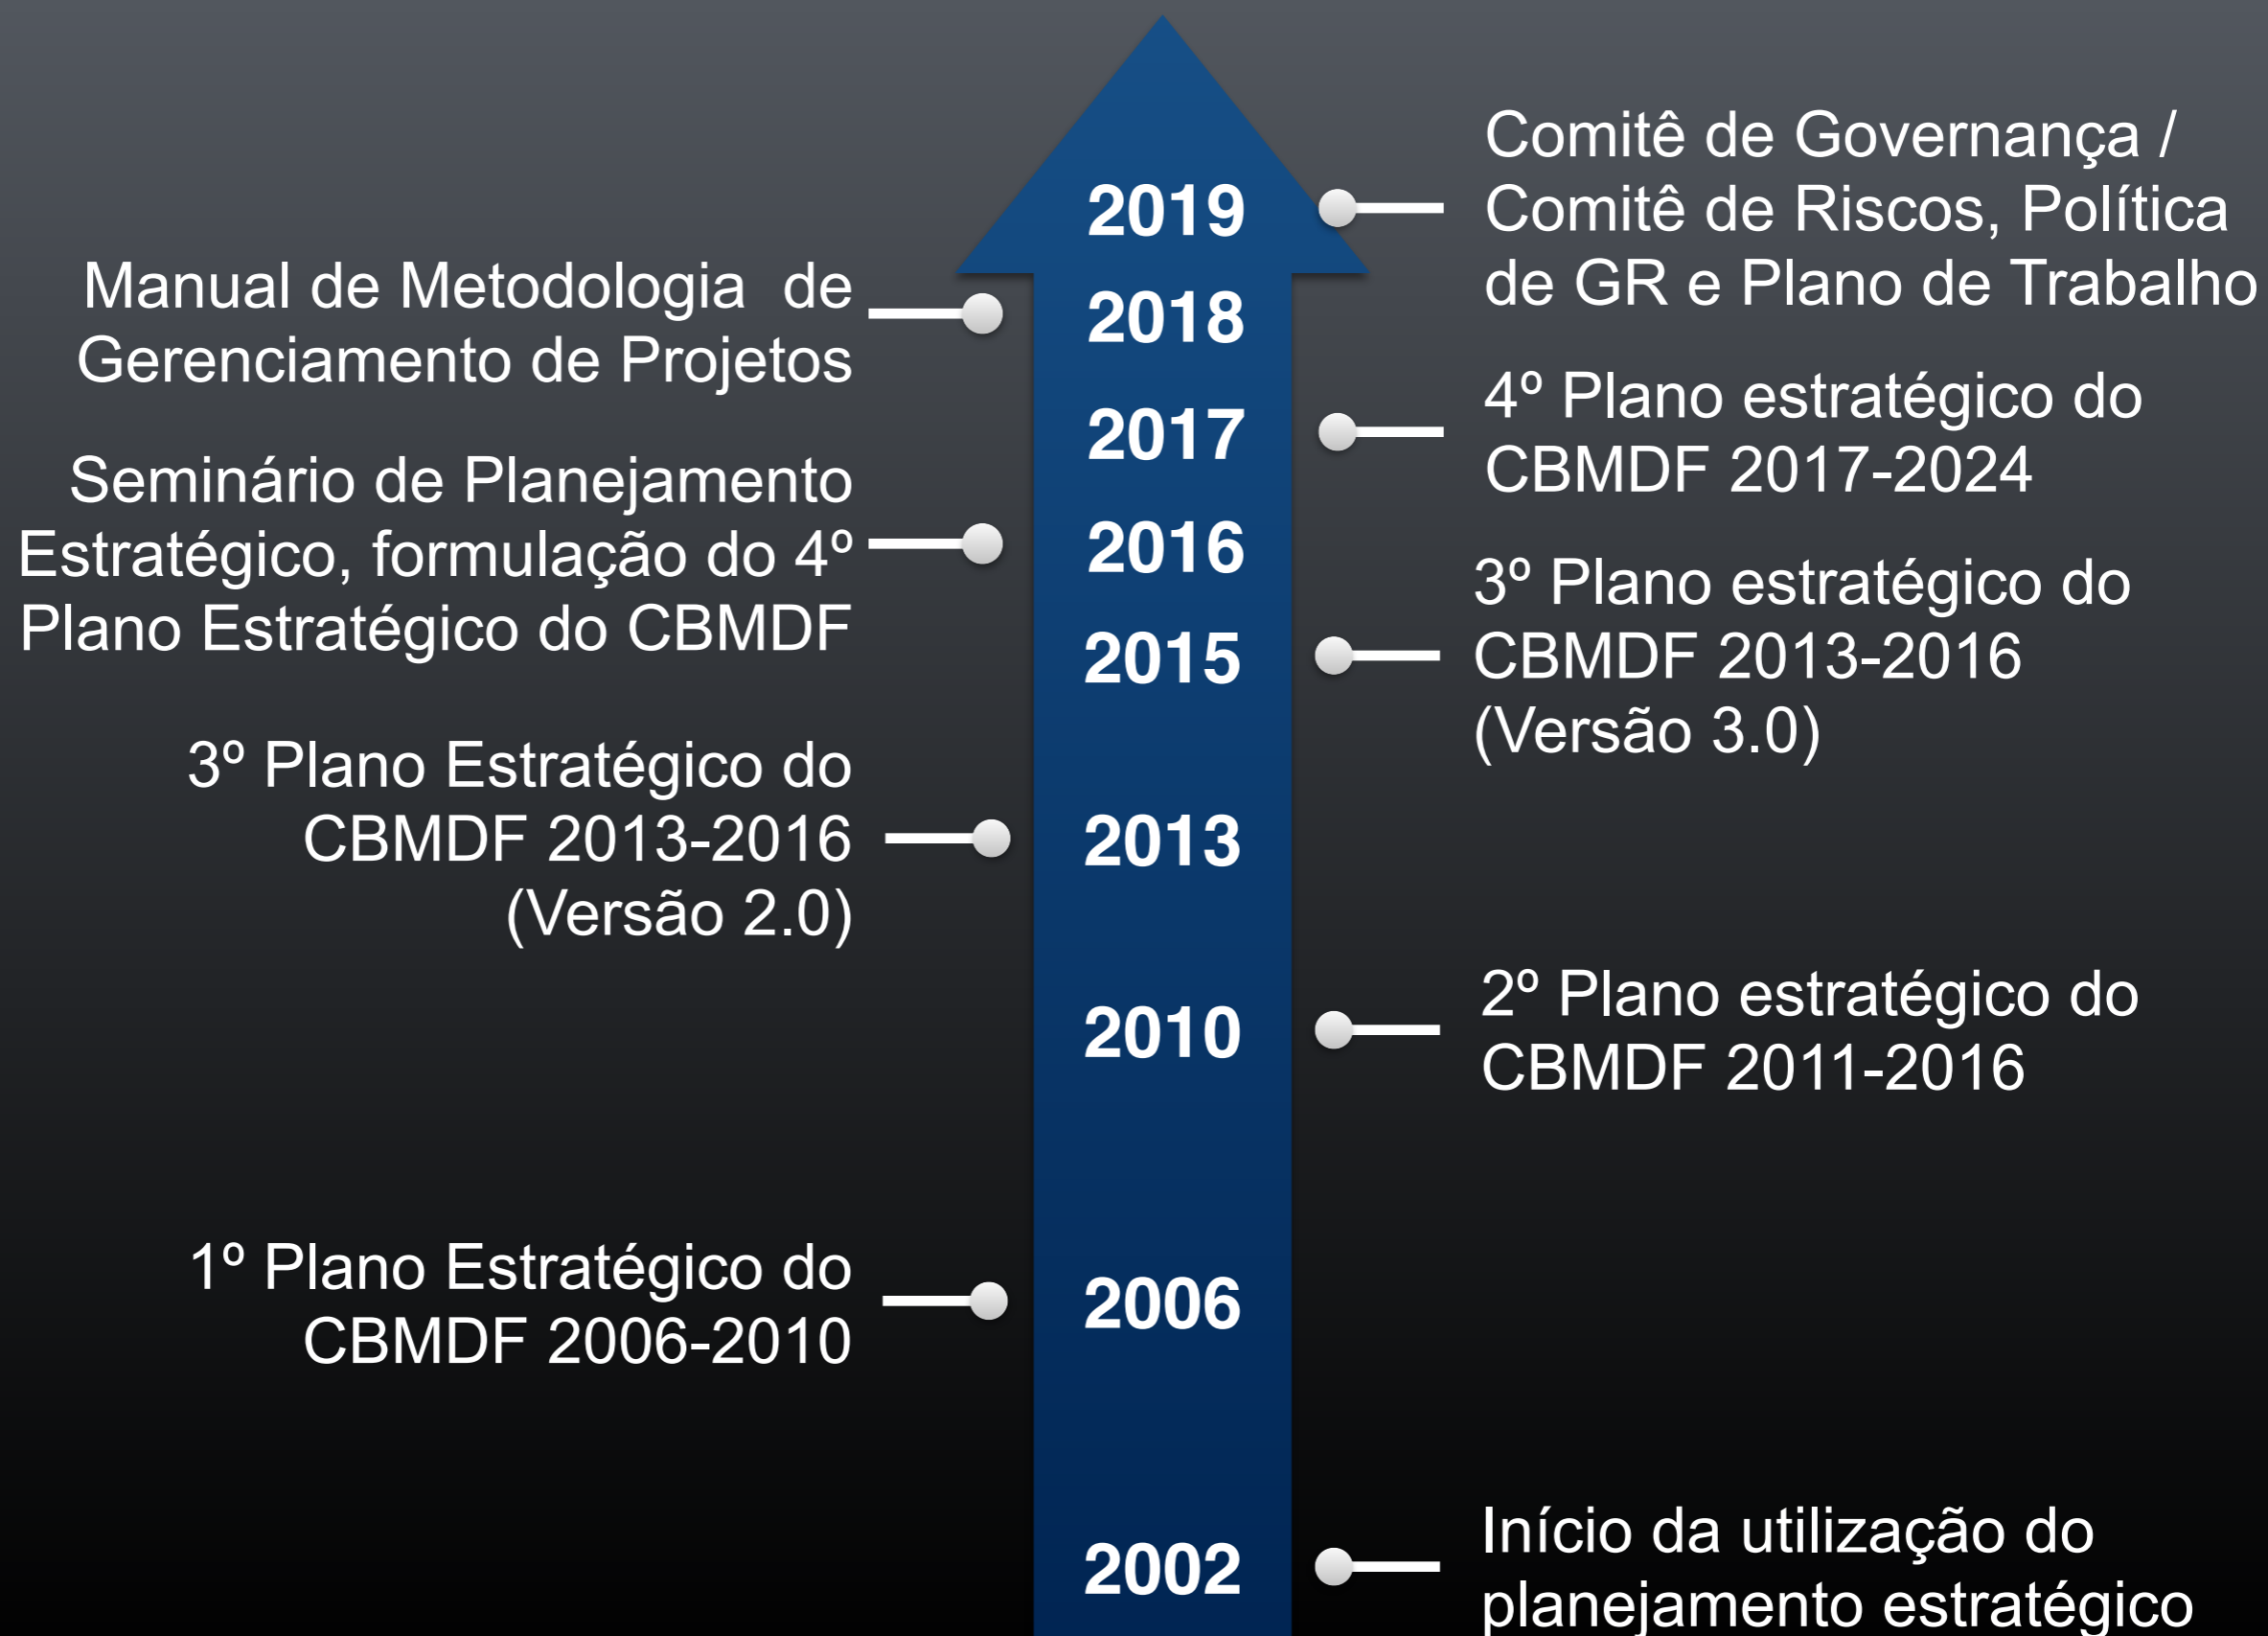 2019
Comitê de Governança /
Comitê de Riscos, Política
de GR e Plano de Trabalho
Manual de Metodologia  de
Gerenciamento de Projetos
2018
2017
4º Plano estratégico do
CBMDF 2017-2024
Seminário de Planejamento
Estratégico, formulação do 4º
Plano Estratégico do CBMDF
2016
2015
3º Plano estratégico do
CBMDF 2013-2016
(Versão 3.0)
3º Plano Estratégico do
CBMDF 2013-2016
(Versão 2.0)
2013
2010
2º Plano estratégico do
CBMDF 2011-2016
1º Plano Estratégico do
CBMDF 2006-2010
2006
2002
Início da utilização do
planejamento estratégico